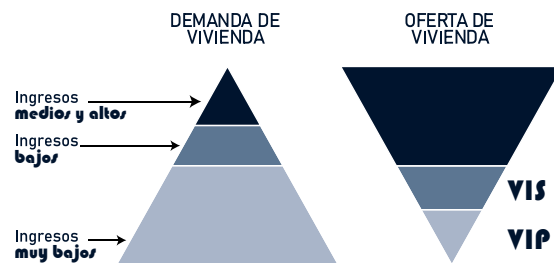 DEMANDA DE
VIVIENDA
OFERTA DE
VIVIENDA
Ingresos
medios y altos
Ingresos
bajos
Ingresos
muy bajos
VIS
VIP